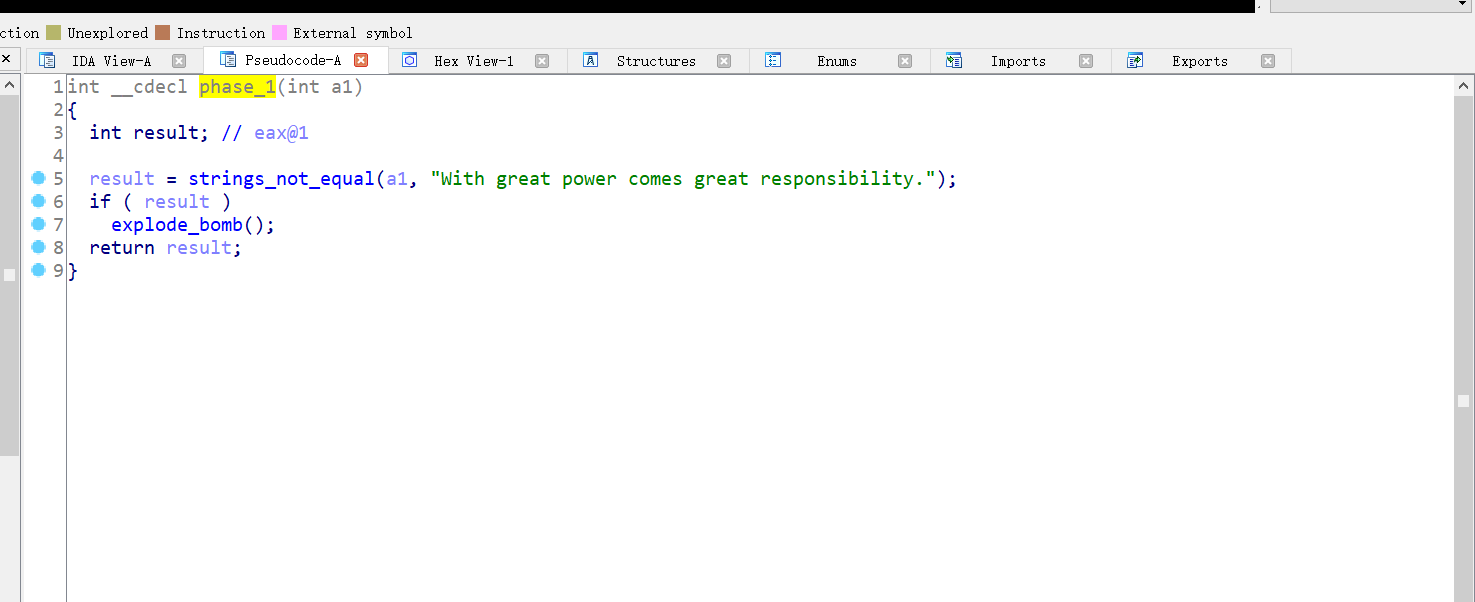 ction Unexplored Instruction External symbol
IDA View-A Pseudocode-A Hex View-1 Structures Enums Imports Exports
1 int __cdecl phase_1(int a1)
2 {
3 int result; // eax@1
4
5 result = strings_not_equal(a1, "With great power comes great responsibility.");
6 if ( result )
7 explode_bomb();
8 return result;
9 }